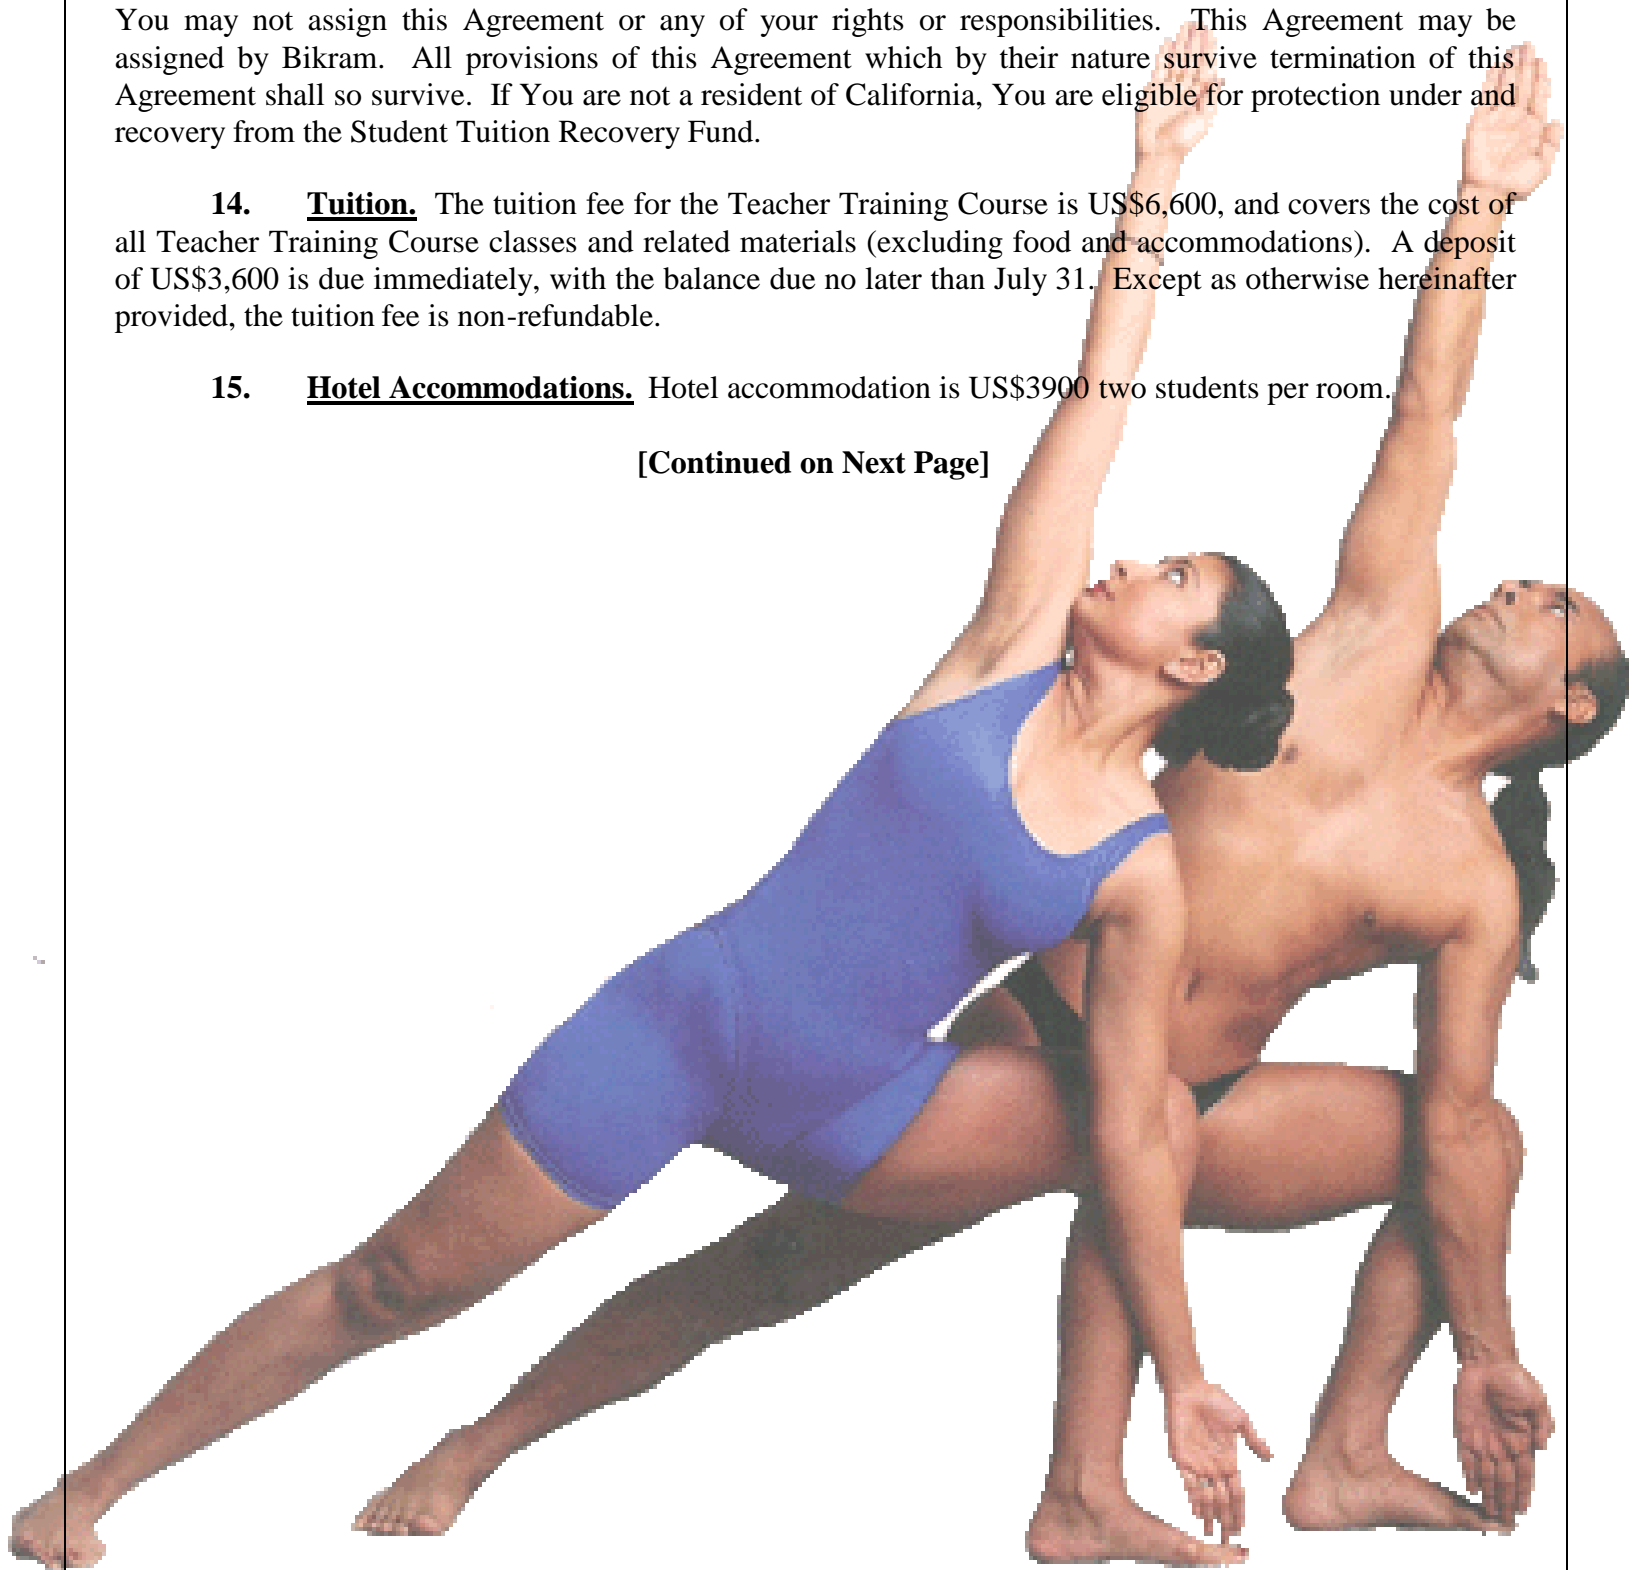 You may not assign this Agreement or any of your rights or responsibilities. This Agreement may be
assigned by Bikram. All provisions of this Agreement which by their nature survive termination of this
Agreement shall so survive. If You are not a resident of California, You are eligible for protection under and
recovery from the Student Tuition Recovery Fund.
14. Tuition. The tuition fee for the Teacher Training Course is US$6,600, and covers the cost of
all Teacher Training Course classes and related materials (excluding food and accommodations). A deposit
of US$3,600 is due immediately, with the balance due no later than July 31. Except as otherwise hereinafter
provided, the tuition fee is non-refundable.
15. Hotel Accommodations. Hotel accommodation is US$3900 two students per room.
[Continued on Next Page]